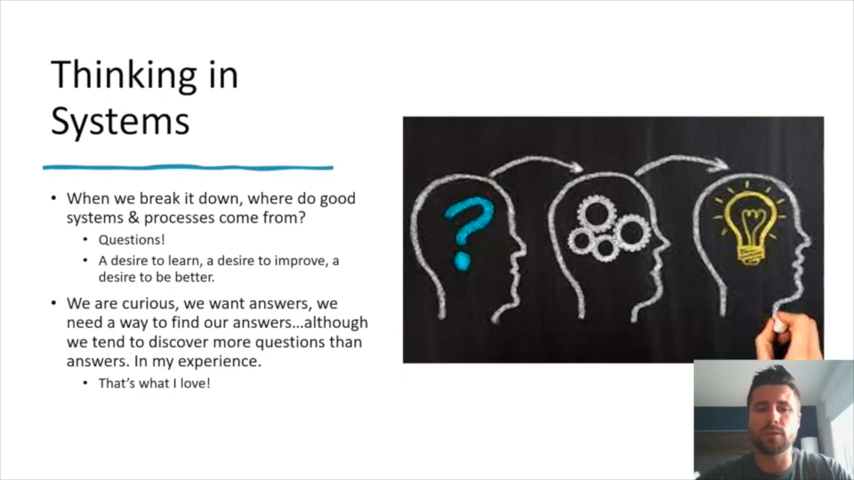 Thinking in
Systems
• When we break it down, where do good
systems & processes come from?
• Questions!
• A desire to learn, a desire to improve, a
desire to be better.
• We are curious, we want answers, we
need a way to find our answers...although
we tend to discover more questions than
answers. In my experience.
• That's what I love!
?